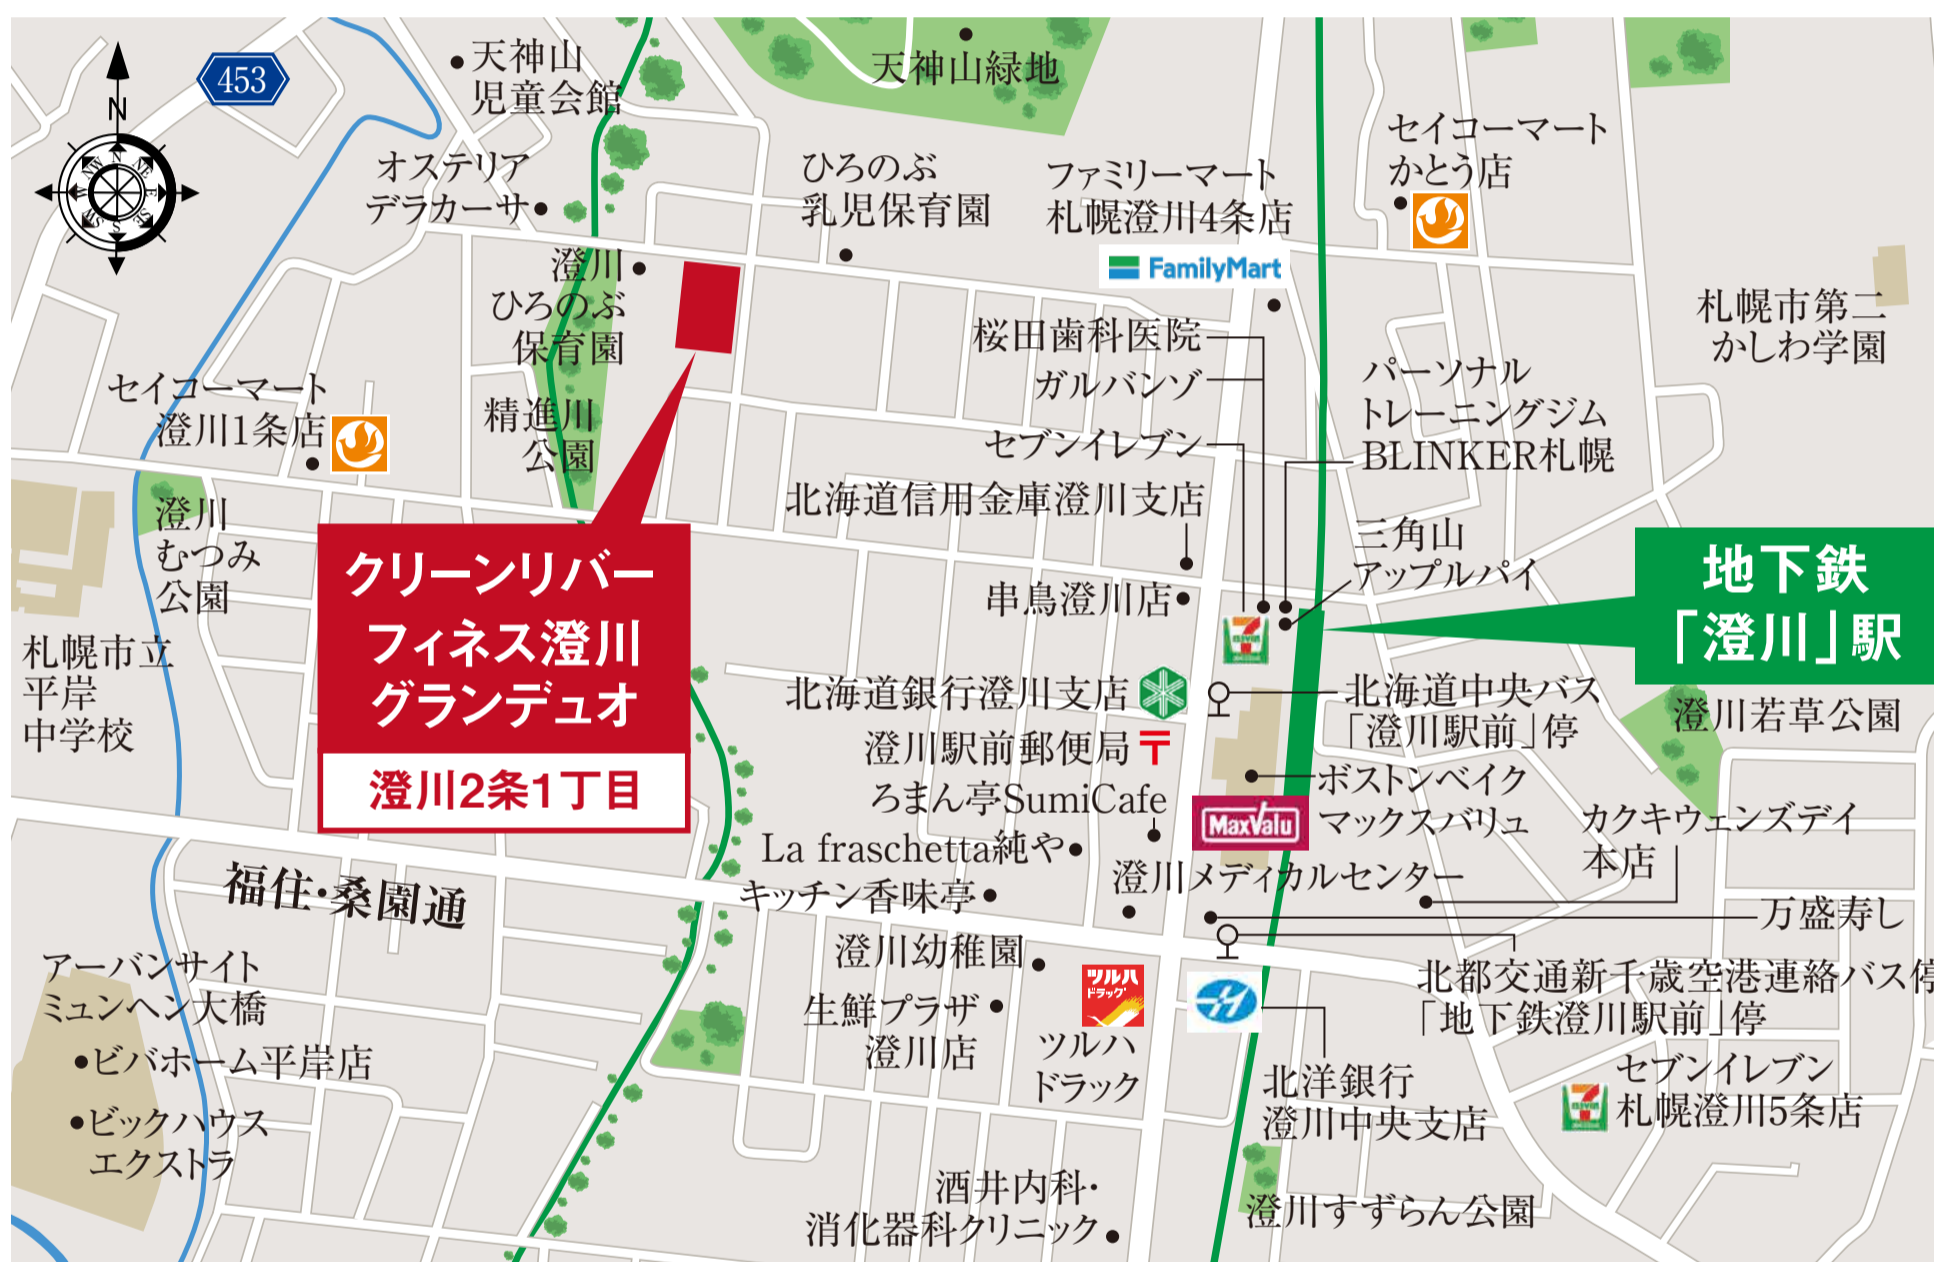 453
N
天神山
児童会館
天神山緑地
オステリア
デラカーサ
ひろのぶ
乳児保育園
ファミリーマート
札幌澄川4条店
FamilyMart
セイコーマート
かとう店
札幌市第二
かしわ学園
澄川
ひろのぶ
保育園
精進川
公園
セイコーマート
澄川1条店
桜田歯科医院
ガルバンゾ
セブンイレブン
パーソナル
トレーニングジム
BLINKER札幌
北海道信用金庫澄川支店
三角山
アップルパイ
串鳥澄川店
地下鉄
「澄川」駅
澄川
むつみ
公園
札幌市立
平岸
中学校
クリーンリバー
フィネス澄川
グランデュオ
澄川2条1丁目
北海道銀行澄川支店
北海道中央バス
「澄川駅前」停
澄川若草公園
澄川駅前郵便局
ボストンベイク
ろまん亭SumiCafe
MaxValu
マックスバリュ
カクキウェンズデイ
本店
La fraschetta純や
澄川メディカルセンター
キッチン香味亭
万盛寿し
福住・桑園通
澄川幼稚園
北都交通新千歳空港連絡バス停
「地下鉄澄川駅前」停
アーバンサイト
ミュンヘン大橋
生鮮プラザ
澄川店
ツルハ
ドラッグ
ツルハ
ドラック
ビバホーム平岸店
北洋銀行
澄川中央支店
セブンイレブン
札幌澄川5条店
ビックハウス
エクストラ
酒井内科・
消化器科クリニック
澄川すずらん公園